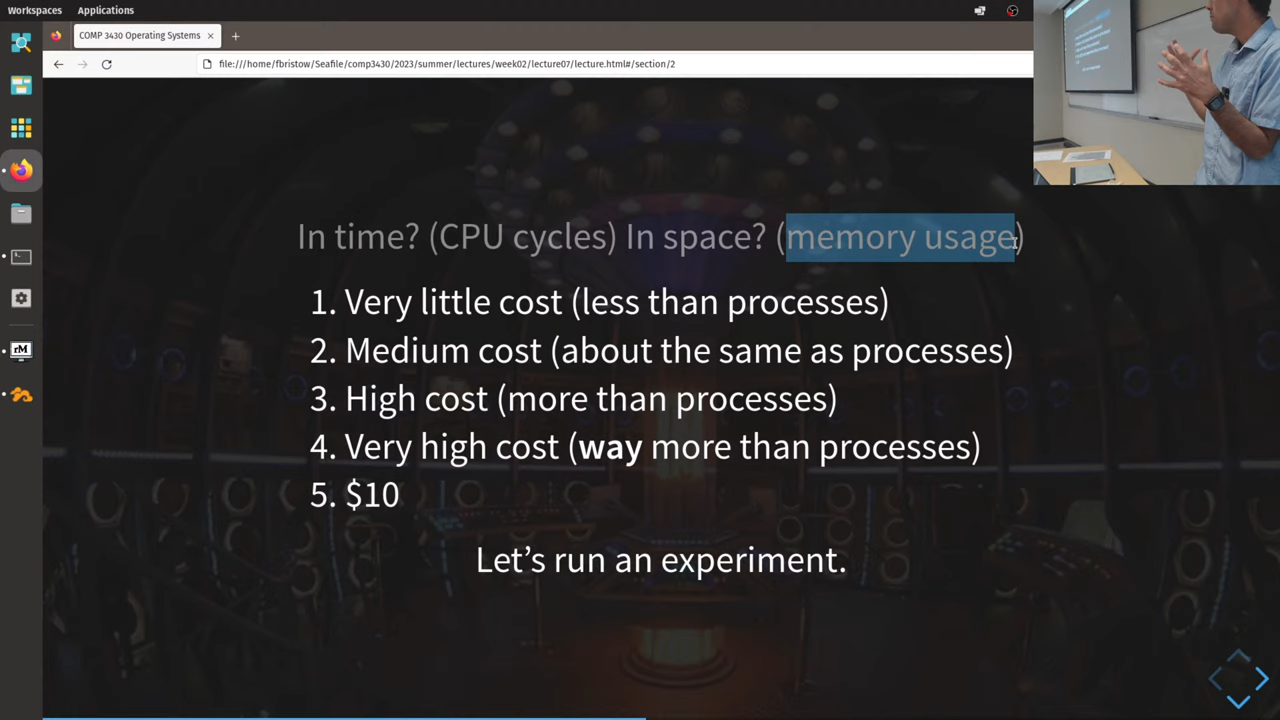 Workspaces Applications
COMP 3430 Operating Systems
file:///home/fbristow/Seafile/comp3430/2023/summer/lectures/week02/lecture07/lecture.html#/section/2
In time? (CPU cycles) In space? (memory usage)
1. Very little cost (less than processes)
2. Medium cost (about the same as processes)
3. High cost (more than processes)
4. Very high cost (way more than processes)
5. $10
Let’s run an experiment.
rM